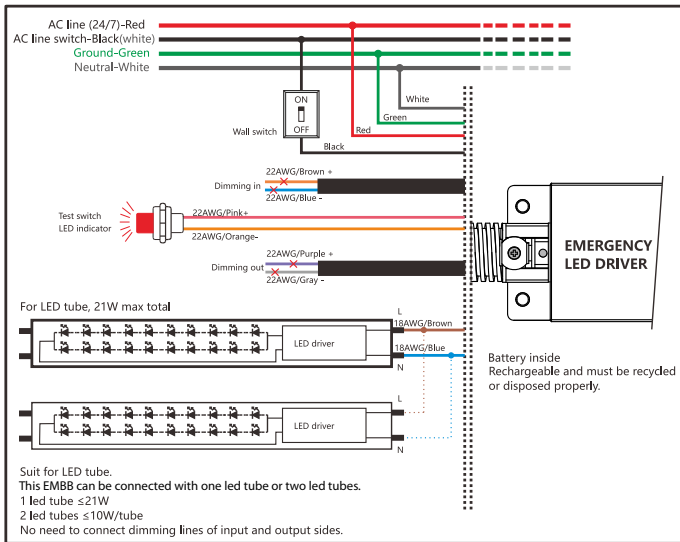 AC line (24/7)-Red
AC line switch-Black(white)
Ground-Green
Neutral-White
White
Green
Red
Black
ON
OFF
Wall switch
22AWG/Brown +
Dimming in
22AWG/Blue -
Test switch
LED indicator
22AWG/Pink+
22AWG/Orange-
22AWG/Purple +
Dimming out
22AWG/Gray -
EMERGENCY
LED DRIVER
For LED tube, 21W max total
L
18AWG/Brown
LED driver
18AWG/Blue
N
Battery inside
Rechargeable and must be recycled
or disposed properly.
L
LED driver
N
Suit for LED tube.
This EMBB can be connected with one led tube or two led tubes.
1 led tube ≤21W
2 led tubes ≤10W/tube
No need to connect dimming lines of input and output sides.